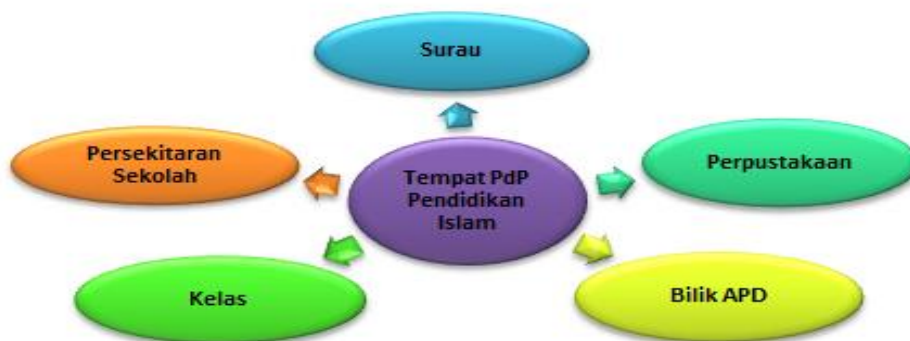 Surau
Persekitaran
Sekolah
Tempat PdP
Pendidikan
Islam
Perpustakaan
Kelas
Bilik APD